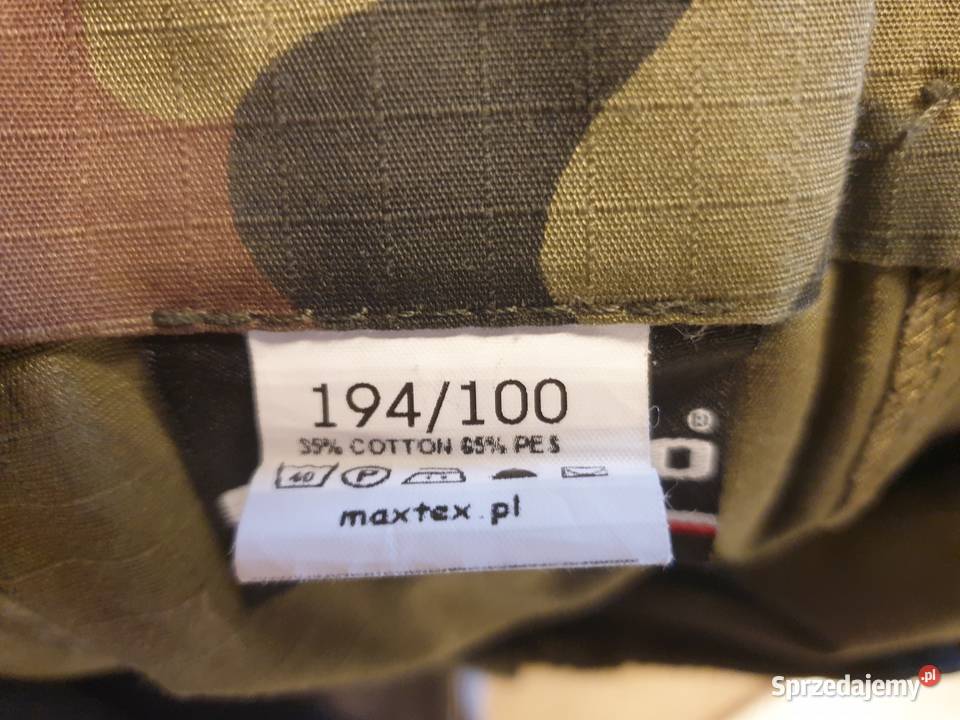 194/100
35% COTTON 65% PES
40 P
maxtex.pl
®
Sprzedajemy.pl